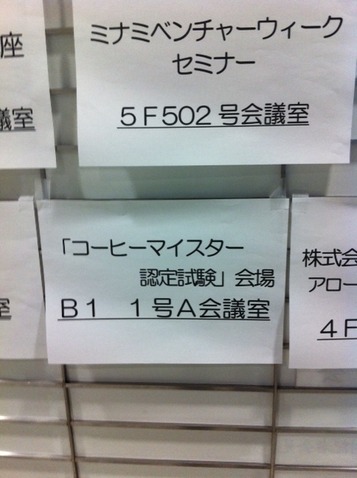 座
ミナミベンチャーウィーク
セミナー
議室
5F502号会議室
「コーヒーマイスター
認定試験」会場
室
B1 1号A会議室
株式会
アロー
4F